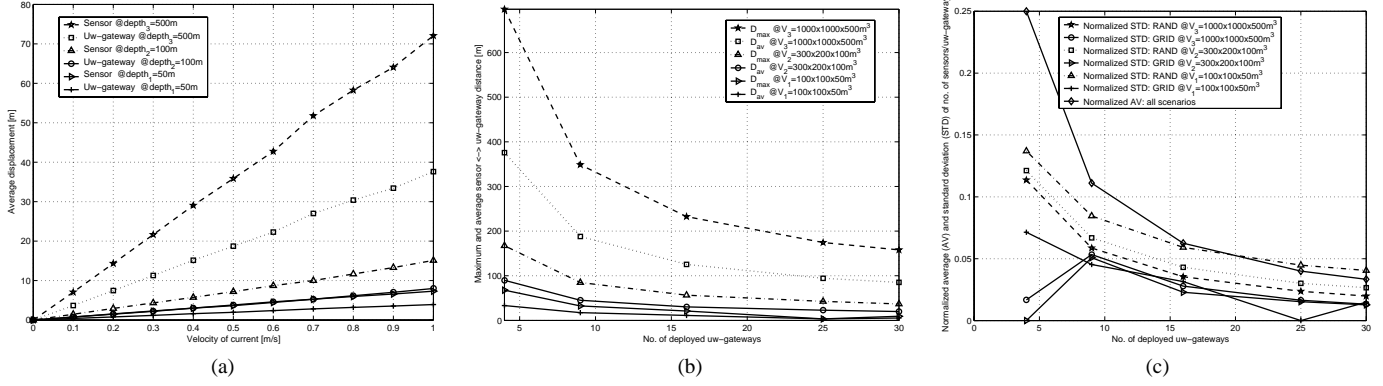 80
70
60
50
40
30
20
10
0
Average displacement [m]
Sensor @depth3=500m
Uw−gateway @depth3=500m
Sensor @depth2=100m
Uw−gateway @depth2=100m
Sensor @depth1=50m
Uw−gateway @depth1=50m
0 0.1 0.2 0.3 0.4 0.5 0.6 0.7 0.8 0.9 1
Velocity of current [m/s]
(a)
600
500
400
300
200
100
0
Maximum and average sensor <−> uw−gateway distance [m]
Dmax @V3=1000x1000x500m3
Dav @V3=1000x1000x500m3
Dmax @V2=300x200x100m3
Dav @V2=300x200x100m3
Dmax @V1=100x100x50m3
Dav @V1=100x100x50m3
5 10 15 20 25 30
No. of deployed uw−gateways
(b)
0.25
0.2
0.15
0.1
0.05
0
Normalized average (AV) and standard deviation (STD) of no. of sensors/uw−gateway
Normalized STD: RAND @V3=1000x1000x500m3
Normalized STD: GRID @V3=1000x1000x500m3
Normalized STD: RAND @V2=300x200x100m3
Normalized STD: GRID @V2=300x200x100m3
Normalized STD: RAND @V1=100x100x50m3
Normalized STD: GRID @V1=100x100x50m3
Normalized AV: all scenarios
0 5 10 15 20 25 30
No. of deployed uw−gateways
(c)